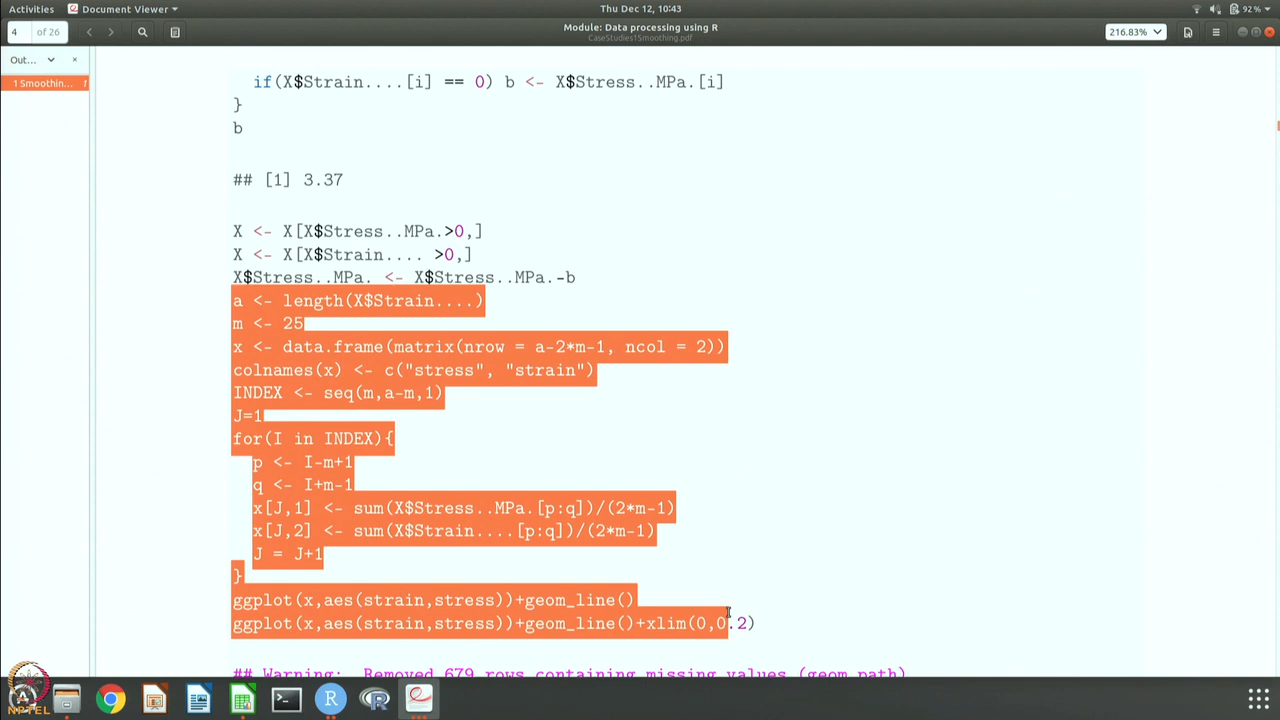 Activities
Document Viewer
Thu Dec 12, 10:43
92%
4
of 26
Module: Data processing using R
CaseStudies1Smoothing.pdf
216.83%
Out...
1 Smoothin...
if(X$Strain....[i] == 0) b <- X$Stress..MPa.[i]
}
b
## [1] 3.37
X <- X[X$Stress..MPa.>0,]
X <- X[X$Strain.... >0,]
X$Stress..MPa. <- X$Stress..MPa.-b
a <- length(X$Strain....)
m <- 25
x <- data.frame(matrix(nrow = a-2*m-1, ncol = 2))
colnames(x) <- c("stress", "strain")
INDEX <- seq(m,a-m,1)
J=1
for(I in INDEX){
p <- I-m+1
q <- I+m-1
x[J,1] <- sum(X$Stress..MPa.[p:q])/(2*m-1)
x[J,2] <- sum(X$Strain....[p:q])/(2*m-1)
J = J+1
}
ggplot(x,aes(strain,stress))+geom_line()
ggplot(x,aes(strain,stress))+geom_line()+xlim(0,0.2)
## Warning: Removed 679 rows containing missing values (geom_path)
NPTEL